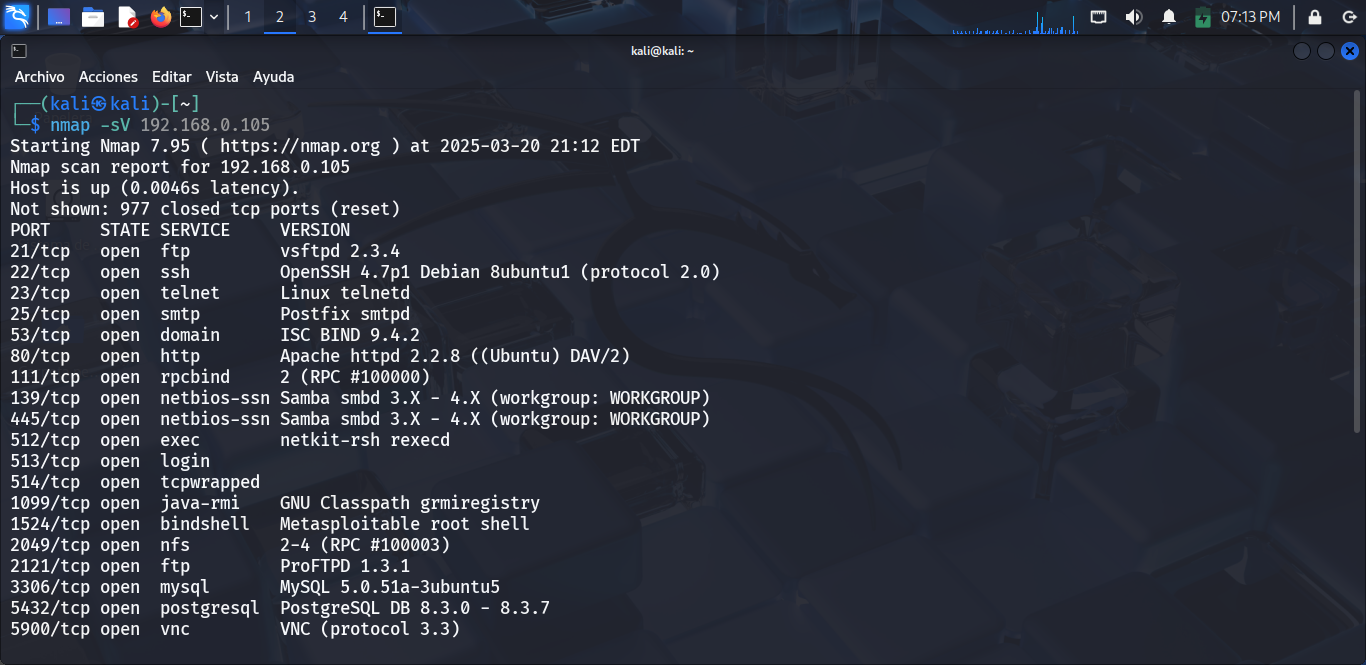 1 2 3 4 07:13 PM
kali@kali: ~
Archivo Acciones Editar Vista Ayuda
┌──(kali㉿kali)-[~]
└─$ nmap -sV 192.168.0.105
Starting Nmap 7.95 ( https://nmap.org ) at 2025-03-20 21:12 EDT
Nmap scan report for 192.168.0.105
Host is up (0.0046s latency).
Not shown: 977 closed tcp ports (reset)
PORT     STATE SERVICE     VERSION
21/tcp   open  ftp         vsftpd 2.3.4
22/tcp   open  ssh         OpenSSH 4.7p1 Debian 8ubuntu1 (protocol 2.0)
23/tcp   open  telnet      Linux telnetd
25/tcp   open  smtp        Postfix smtpd
53/tcp   open  domain      ISC BIND 9.4.2
80/tcp   open  http        Apache httpd 2.2.8 ((Ubuntu) DAV/2)
111/tcp  open  rpcbind     2 (RPC #100000)
139/tcp  open  netbios-ssn Samba smbd 3.X - 4.X (workgroup: WORKGROUP)
445/tcp  open  netbios-ssn Samba smbd 3.X - 4.X (workgroup: WORKGROUP)
512/tcp  open  exec        netkit-rsh rexecd
513/tcp  open  login
514/tcp  open  tcpwrapped
1099/tcp open  java-rmi    GNU Classpath grmiregistry
1524/tcp open  bindshell   Metasploitable root shell
2049/tcp open  nfs         2-4 (RPC #100003)
2121/tcp open  ftp         ProFTPD 1.3.1
3306/tcp open  mysql       MySQL 5.0.51a-3ubuntu5
5432/tcp open  postgresql  PostgreSQL DB 8.3.0 - 8.3.7
5900/tcp open  vnc         VNC (protocol 3.3)